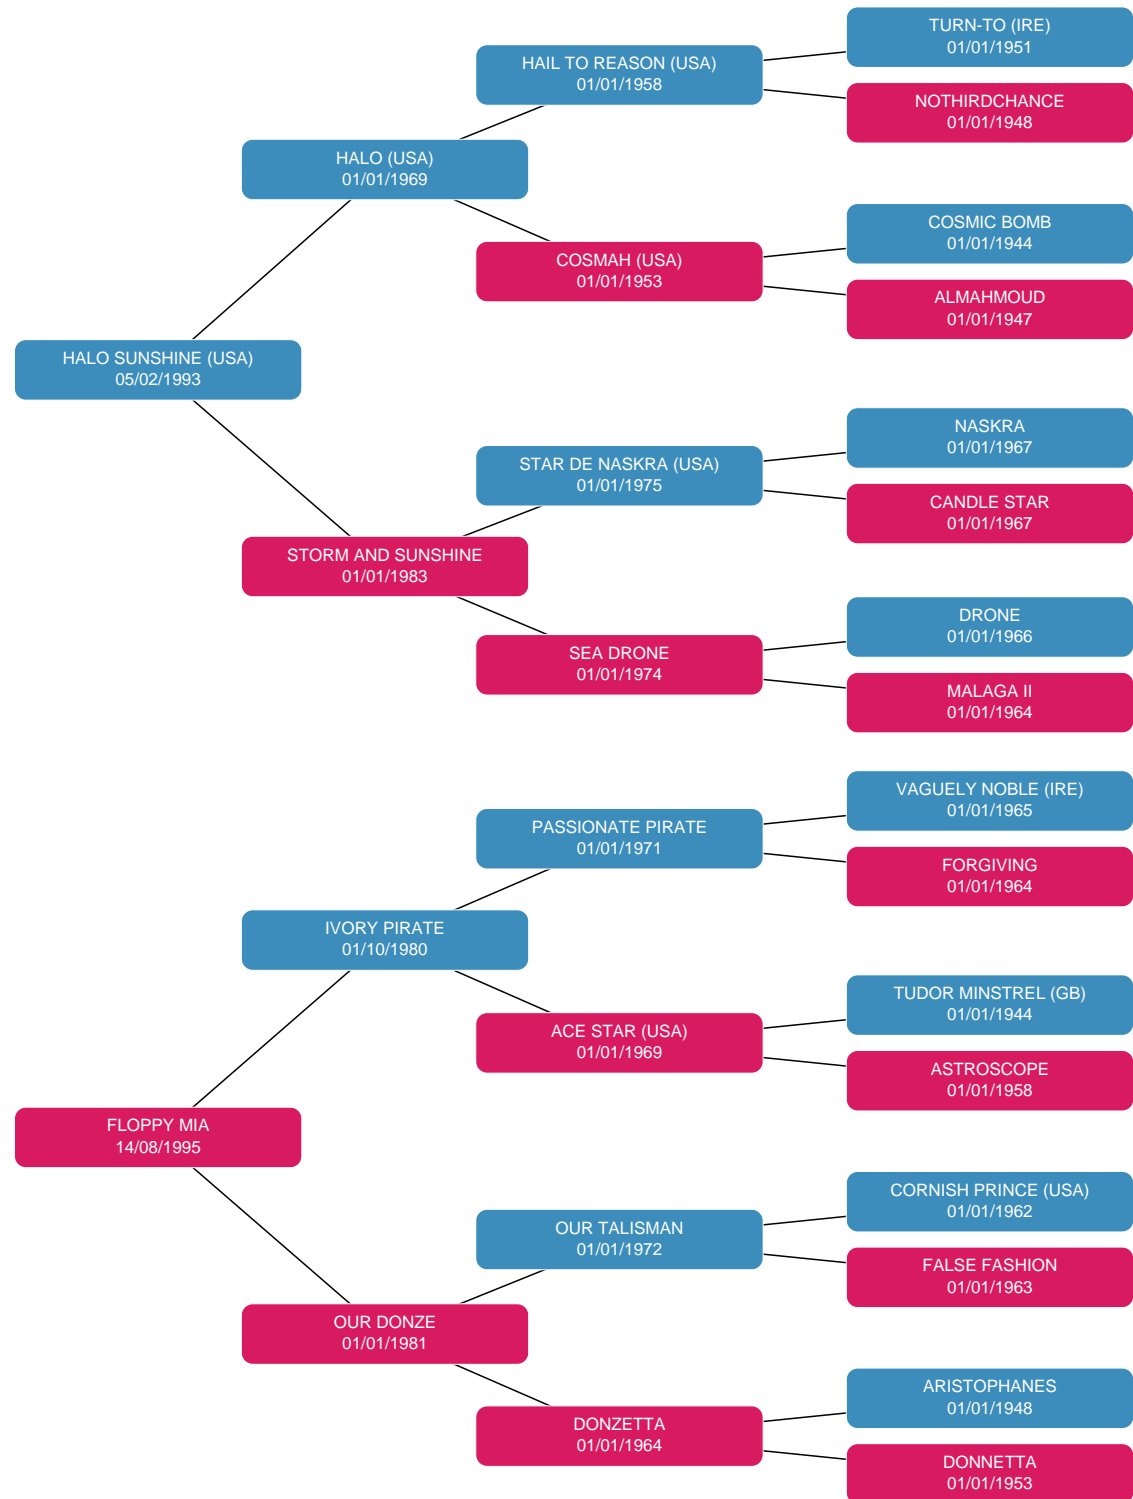 TURN-TO (IRE)
01/01/1951
HAIL TO REASON (USA)
01/01/1958
NOTHIRDCHANCE
01/01/1948
HALO (USA)
01/01/1969
COSMIC BOMB
01/01/1944
COSMAH (USA)
01/01/1953
ALMAHMOUD
01/01/1947
HALO SUNSHINE (USA)
05/02/1993
NASKRA
01/01/1967
STAR DE NASKRA (USA)
01/01/1975
CANDLE STAR
01/01/1967
STORM AND SUNSHINE
01/01/1983
DRONE
01/01/1966
SEA DRONE
01/01/1974
MALAGA II
01/01/1964
VAGUELY NOBLE (IRE)
01/01/1965
PASSIONATE PIRATE
01/01/1971
FORGIVING
01/01/1964
IVORY PIRATE
01/10/1980
TUDOR MINSTREL (GB)
01/01/1944
ACE STAR (USA)
01/01/1969
ASTROSCOPE
01/01/1958
FLOPPY MIA
14/08/1995
CORNISH PRINCE (USA)
01/01/1962
OUR TALISMAN
01/01/1972
FALSE FASHION
01/01/1963
OUR DONZE
01/01/1981
ARISTOPHANES
01/01/1948
DONZETTA
01/01/1964
DONNETTA
01/01/1953